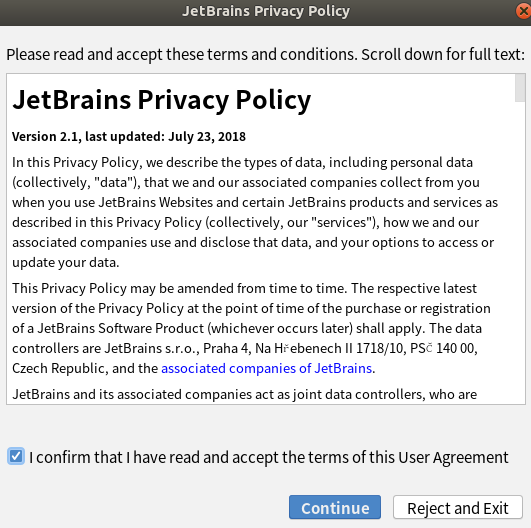 JetBrains Privacy Policy
Please read and accept these terms and conditions. Scroll down for full text:
JetBrains Privacy Policy
Version 2.1, last updated: July 23, 2018
In this Privacy Policy, we describe the types of data, including personal data
(collectively, "data"), that we and our associated companies collect from you
when you use JetBrains Websites and certain JetBrains products and services as
described in this Privacy Policy (collectively, our "services"), how we and our
associated companies use and disclose that data, and your options to access or
update your data.
This Privacy Policy may be amended from time to time. The respective latest
version of the Privacy Policy at the point of time of the purchase or registration
of a JetBrains Software Product (whichever occurs later) shall apply. The data
controllers are JetBrains s.r.o., Praha 4, Na Hřebenech II 1718/10, PSČ 140 00,
Czech Republic, and the associated companies of JetBrains.
JetBrains and its associated companies act as joint data controllers, who are
I confirm that I have read and accept the terms of this User Agreement
Continue
Reject and Exit